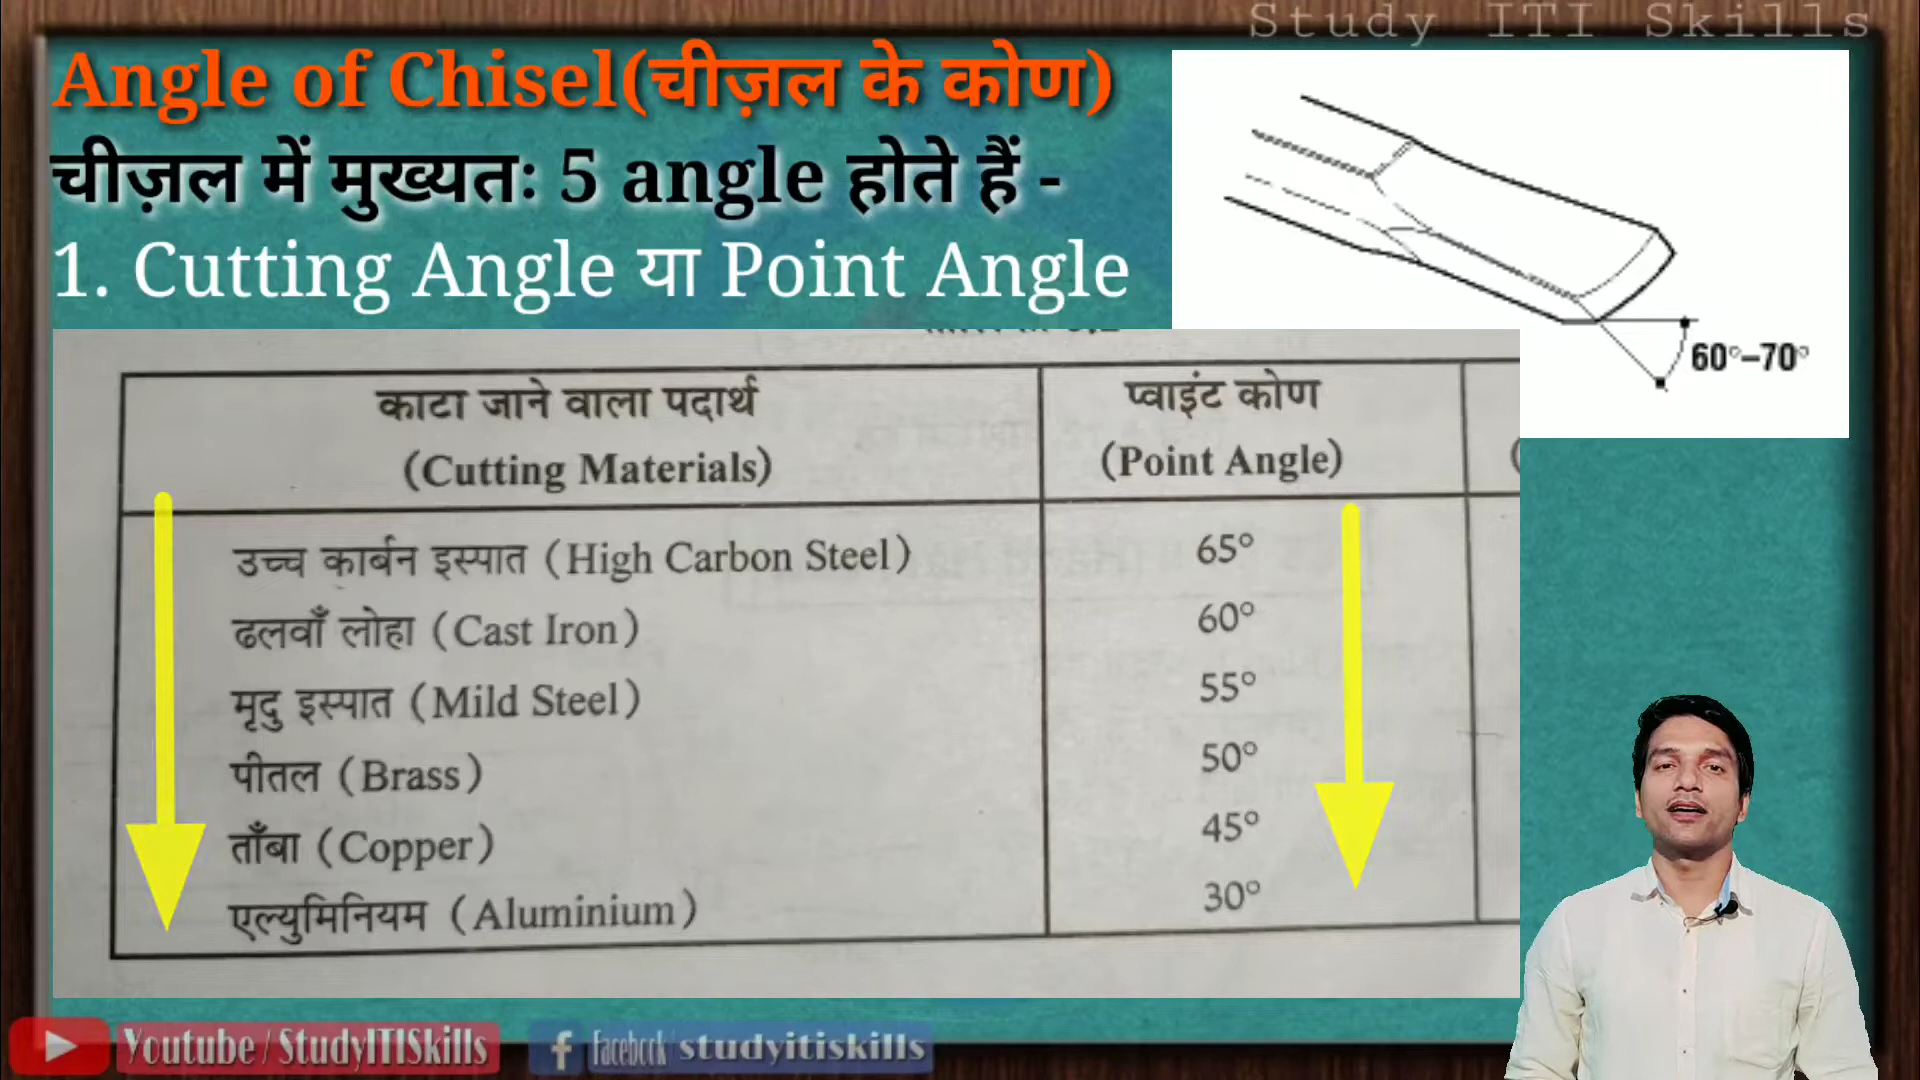 Study ITI Skills
Angle of Chisel(चीज़ल के कोण)
चीज़ल में मुख्यतः 5 angle होते हैं -
1. Cutting Angle या Point Angle
60°–70°
काटा जाने वाला पदार्थ
(Cutting Materials)
प्वाइंट कोण
(Point Angle)
उच्च कार्बन इस्पात (High Carbon Steel) 65°
ढलवाँ लोहा (Cast Iron) 60°
मृदु इस्पात (Mild Steel) 55°
पीतल (Brass) 50°
ताँबा (Copper) 45°
एल्युमिनियम (Aluminium) 30°
Youtube / StudyITISkills
studyitiskills